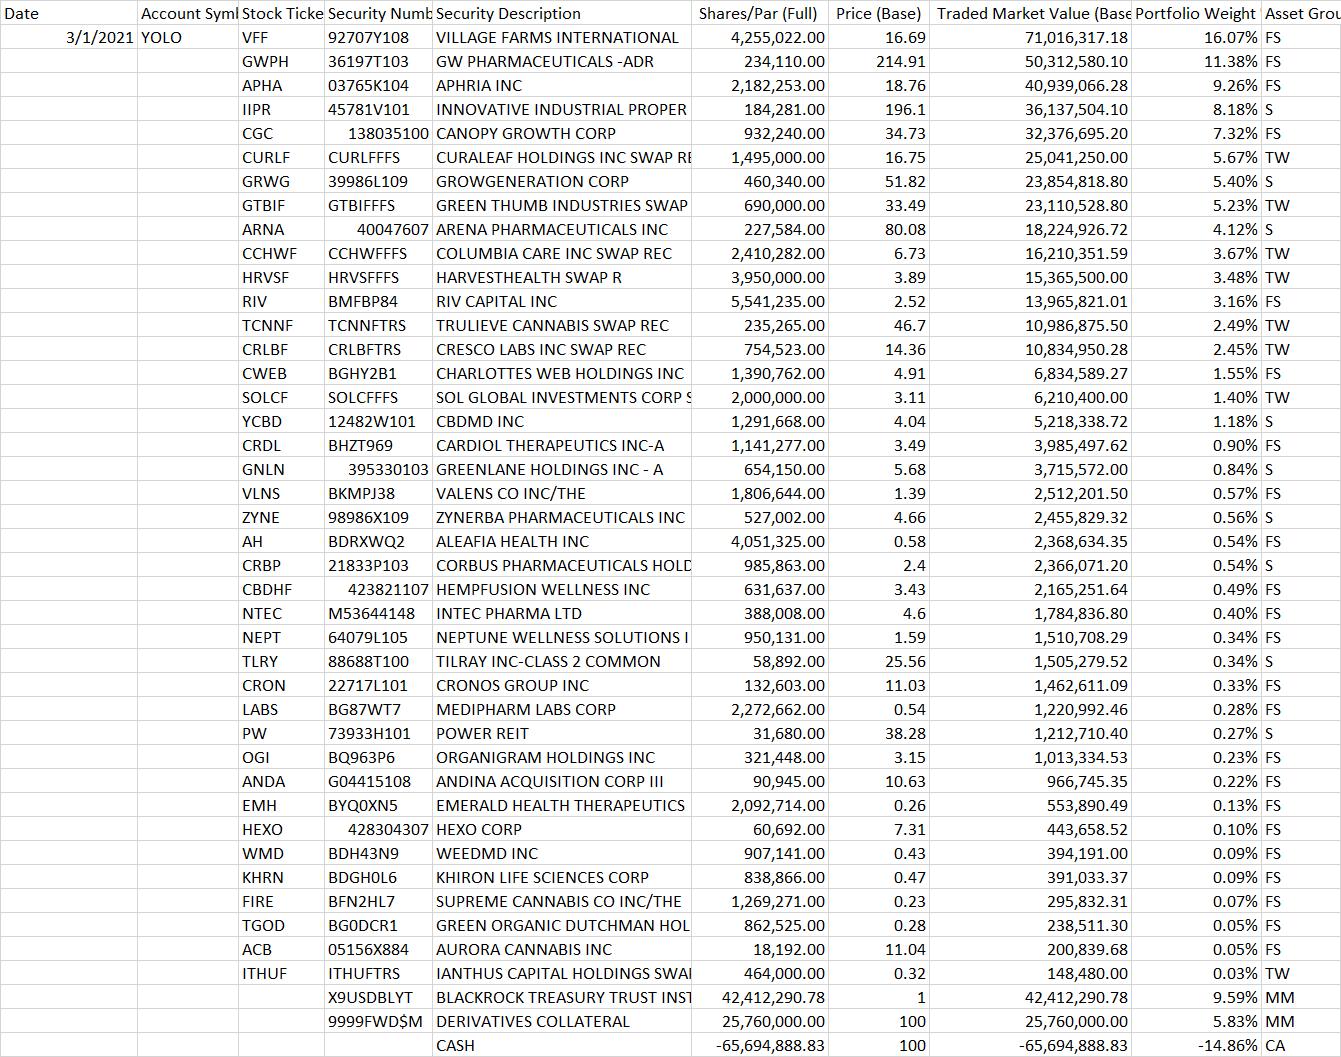 Date Account Symb Stock Ticke Security Numb Security Description Shares/Par (Full) Price (Base) Traded Market Value (Base Portfolio Weight Asset Grou
3/1/2021 YOLO VFF 92707Y108 VILLAGE FARMS INTERNATIONAL 4,255,022.00 16.69 71,016,317.18 16.07% FS
GWPH 36197T103 GW PHARMACEUTICALS -ADR 234,110.00 214.91 50,312,580.10 11.38% FS
APHA 03765K104 APHRIA INC 2,182,253.00 18.76 40,939,066.28 9.26% FS
IIPR 45781V101 INNOVATIVE INDUSTRIAL PROPER 184,281.00 196.1 36,137,504.10 8.18% S
CGC 138035100 CANOPY GROWTH CORP 932,240.00 34.73 32,376,695.20 7.32% FS
CURLF CURLFFFS CURALEAF HOLDINGS INC SWAP RE 1,495,000.00 16.75 25,041,250.00 5.67% TW
GRWG 39986L109 GROWGENERATION CORP 460,340.00 51.82 23,854,818.80 5.40% S
GTBIF GTBIFFFS GREEN THUMB INDUSTRIES SWAP 690,000.00 33.49 23,110,528.80 5.23% TW
ARNA 40047607 ARENA PHARMACEUTICALS INC 227,584.00 80.08 18,224,926.72 4.12% S
CCHWF CCHWFFFS COLUMBIA CARE INC SWAP REC 2,410,282.00 6.73 16,210,351.59 3.67% TW
HRVSF HRVSFFFS HARVESTHEALTH SWAP R 3,950,000.00 3.89 15,365,500.00 3.48% TW
RIV BMFBP84 RIV CAPITAL INC 5,541,235.00 2.52 13,965,821.01 3.16% FS
TCNNF TCNNFTRS TRULIEVE CANNABIS SWAP REC 235,265.00 46.7 10,986,875.50 2.49% TW
CRLBF CRLBFTRS CRESCO LABS INC SWAP REC 754,523.00 14.36 10,834,950.28 2.45% TW
CWEB BGHY2B1 CHARLOTTES WEB HOLDINGS INC 1,390,762.00 4.91 6,834,589.27 1.55% FS
SOLCF SOLCFFFS SOL GLOBAL INVESTMENTS CORP S 2,000,000.00 3.11 6,210,400.00 1.40% TW
YCBD 12482W101 CBDMD INC 1,291,668.00 4.04 5,218,338.72 1.18% S
CRDL BHZT969 CARDIOL THERAPEUTICS INC-A 1,141,277.00 3.49 3,985,497.62 0.90% FS
GNLN 395330103 GREENLANE HOLDINGS INC - A 654,150.00 5.68 3,715,572.00 0.84% S
VLNS BKMPJ38 VALENS CO INC/THE 1,806,644.00 1.39 2,512,201.50 0.57% FS
ZYNE 98986X109 ZYNERBA PHARMACEUTICALS INC 527,002.00 4.66 2,455,829.32 0.56% S
AH BDRXWQ2 ALEAFIA HEALTH INC 4,051,325.00 0.58 2,368,634.35 0.54% FS
CRBP 21833P103 CORBUS PHARMACEUTICALS HOLD 985,863.00 2.4 2,366,071.20 0.54% S
CBDHF 423821107 HEMPFUSION WELLNESS INC 631,637.00 3.43 2,165,251.64 0.49% FS
NTEC M53644148 INTEC PHARMA LTD 388,008.00 4.6 1,784,836.80 0.40% FS
NEPT 64079L105 NEPTUNE WELLNESS SOLUTIONS I 950,131.00 1.59 1,510,708.29 0.34% FS
TLRY 88688T100 TILRAY INC-CLASS 2 COMMON 58,892.00 25.56 1,505,279.52 0.34% S
CRON 22717L101 CRONOS GROUP INC 132,603.00 11.03 1,462,611.09 0.33% FS
LABS BG87WT7 MEDIPHARM LABS CORP 2,272,662.00 0.54 1,220,992.46 0.28% FS
PW 73933H101 POWER REIT 31,680.00 38.28 1,212,710.40 0.27% S
OGI BQ963P6 ORGANIGRAM HOLDINGS INC 321,448.00 3.15 1,013,334.53 0.23% FS
ANDA G04415108 ANDINA ACQUISITION CORP III 90,945.00 10.63 966,745.35 0.22% FS
EMH BYQ0XN5 EMERALD HEALTH THERAPEUTICS 2,092,714.00 0.26 553,890.49 0.13% FS
HEXO 428304307 HEXO CORP 60,692.00 7.31 443,658.52 0.10% FS
WMD BDH43N9 WEEDMD INC 907,141.00 0.43 394,191.00 0.09% FS
KHRN BDGH0L6 KHIRON LIFE SCIENCES CORP 838,866.00 0.47 391,033.37 0.09% FS
FIRE BFN2HL7 SUPREME CANNABIS CO INC/THE 1,269,271.00 0.23 295,832.31 0.07% FS
TGOD BG0DCR1 GREEN ORGANIC DUTCHMAN HOL 862,525.00 0.28 238,511.30 0.05% FS
ACB 05156X884 AURORA CANNABIS INC 18,192.00 11.04 200,839.68 0.05% FS
ITHUF ITHUFTRS IANTHUS CAPITAL HOLDINGS SWA 464,000.00 0.32 148,480.00 0.03% TW
X9USDBLYT BLACKROCK TREASURY TRUST INST 42,412,290.78 1 42,412,290.78 9.59% MM
9999FWD$M DERIVATIVES COLLATERAL 25,760,000.00 100 25,760,000.00 5.83% MM
CASH -65,694,888.83 100 -65,694,888.83 -14.86% CA